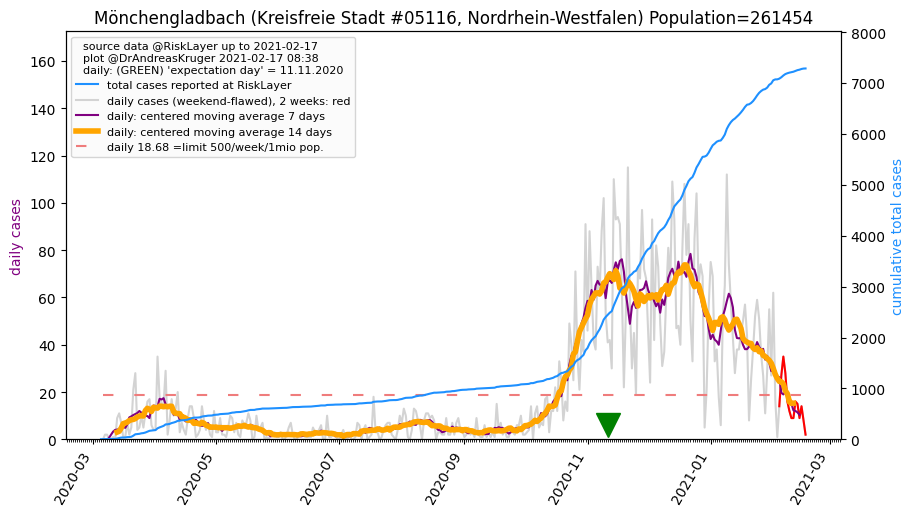 Mönchengladbach (Kreisfreie Stadt #05116, Nordrhein-Westfalen) Population=261454
source data @RiskLayer up to 2021-02-17
plot @DrAndreasKruger 2021-02-17 08:38
daily: (GREEN) 'expectation day' = 11.11.2020
total cases reported at RiskLayer
daily cases (weekend-flawed), 2 weeks: red
daily: centered moving average 7 days
daily: centered moving average 14 days
daily 18.68 =limit 500/week/1mio pop.
daily cases
160
140
120
100
80
60
40
20
0
8000
7000
6000
5000
4000
3000
2000
1000
0
cumulative total cases
2020-03
2020-05
2020-07
2020-09
2020-11
2021-01
2021-03